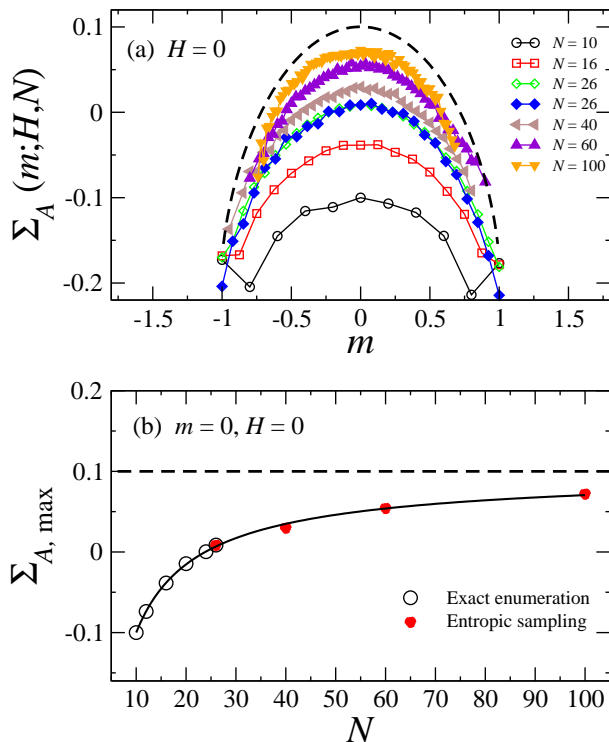 (a) H = 0
N = 10
N = 16
N = 26
N = 26
N = 40
N = 60
N = 100
0.1
0
-0.1
-0.2
Σ_A (m;H,N)
-1.5 -1 -0.5 0 0.5 1 1.5
m
(b) m = 0, H = 0
0.2
0.1
0
-0.1
Σ_A, max
Exact enumeration
Entropic sampling
10 20 30 40 50 60 70 80 90 100
N